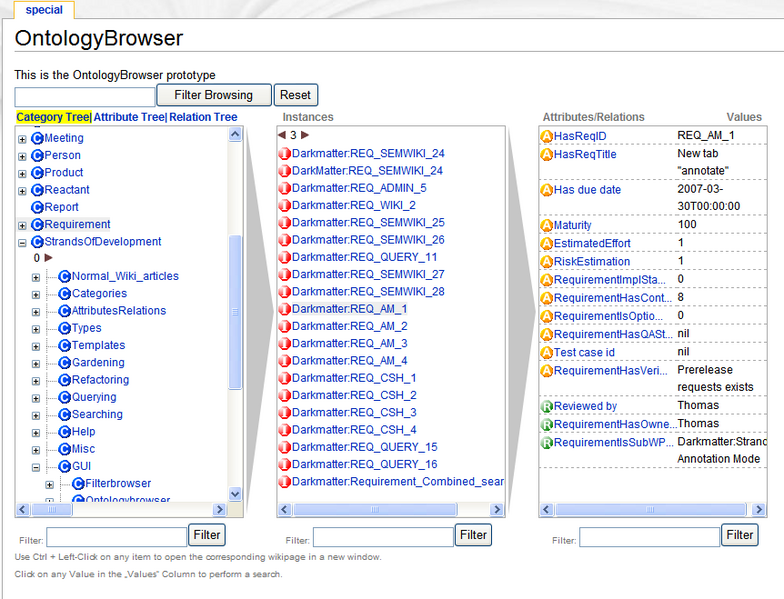 special
OntologyBrowser
This is the OntologyBrowser prototype
Filter Browsing
Reset
Category Tree| Attribute Tree| Relation Tree
C Meeting
C Person
C Product
C Reactant
C Report
C Requirement
C StrandsOfDevelopment
0
C Normal_Wiki_articles
C Categories
C AttributesRelations
C Types
C Templates
C Gardening
C Refactoring
C Querying
C Searching
C Help
C Misc
C GUI
C Filterbrowser
C Ontologybrowser
Filter: Filter
Instances
3
I Darkmatter:REQ_SEMWIKI_24
I DarkMatter:REQ_SEMWIKI_24
I Darkmatter:REQ_ADMIN_5
I Darkmatter:REQ_WIKI_2
I Darkmatter:REQ_SEMWIKI_25
I Darkmatter:REQ_SEMWIKI_26
I Darkmatter:REQ_QUERY_11
I Darkmatter:REQ_SEMWIKI_27
I Darkmatter:REQ_SEMWIKI_28
I Darkmatter:REQ_AM_1
I Darkmatter:REQ_AM_2
I Darkmatter:REQ_AM_3
I Darkmatter:REQ_AM_4
I Darkmatter:REQ_CSH_1
I Darkmatter:REQ_CSH_2
I Darkmatter:REQ_CSH_3
I Darkmatter:REQ_CSH_4
I Darkmatter:REQ_QUERY_15
I Darkmatter:REQ_QUERY_16
I Darkmatter:Requirement_Combined_sear
Filter: Filter
Attributes/Relations Values
A HasReqID REQ_AM_1
A HasReqTitle New tab
"annotate"
A Has due date 2007-03-
30T00:00:00
A Maturity 100
A EstimatedEffort 1
A RiskEstimation 1
A RequirementImplSta... 0
A RequirementHasCont... 8
A RequirementIsOptio... 0
A RequirementHasQASt... nil
A Test case id nil
A RequirementHasVeri... Prerelease
requests exists
R Reviewed by Thomas
R RequirementHasOwne... Thomas
R RequirementIsSubWP... Darkmatter:Stranc
Annotation Mode
Filter: Filter
Use Ctrl + Left-Click on any item to open the corresponding wikipage in a new window.
Click on any Value in the „Values" Column to perform a search.